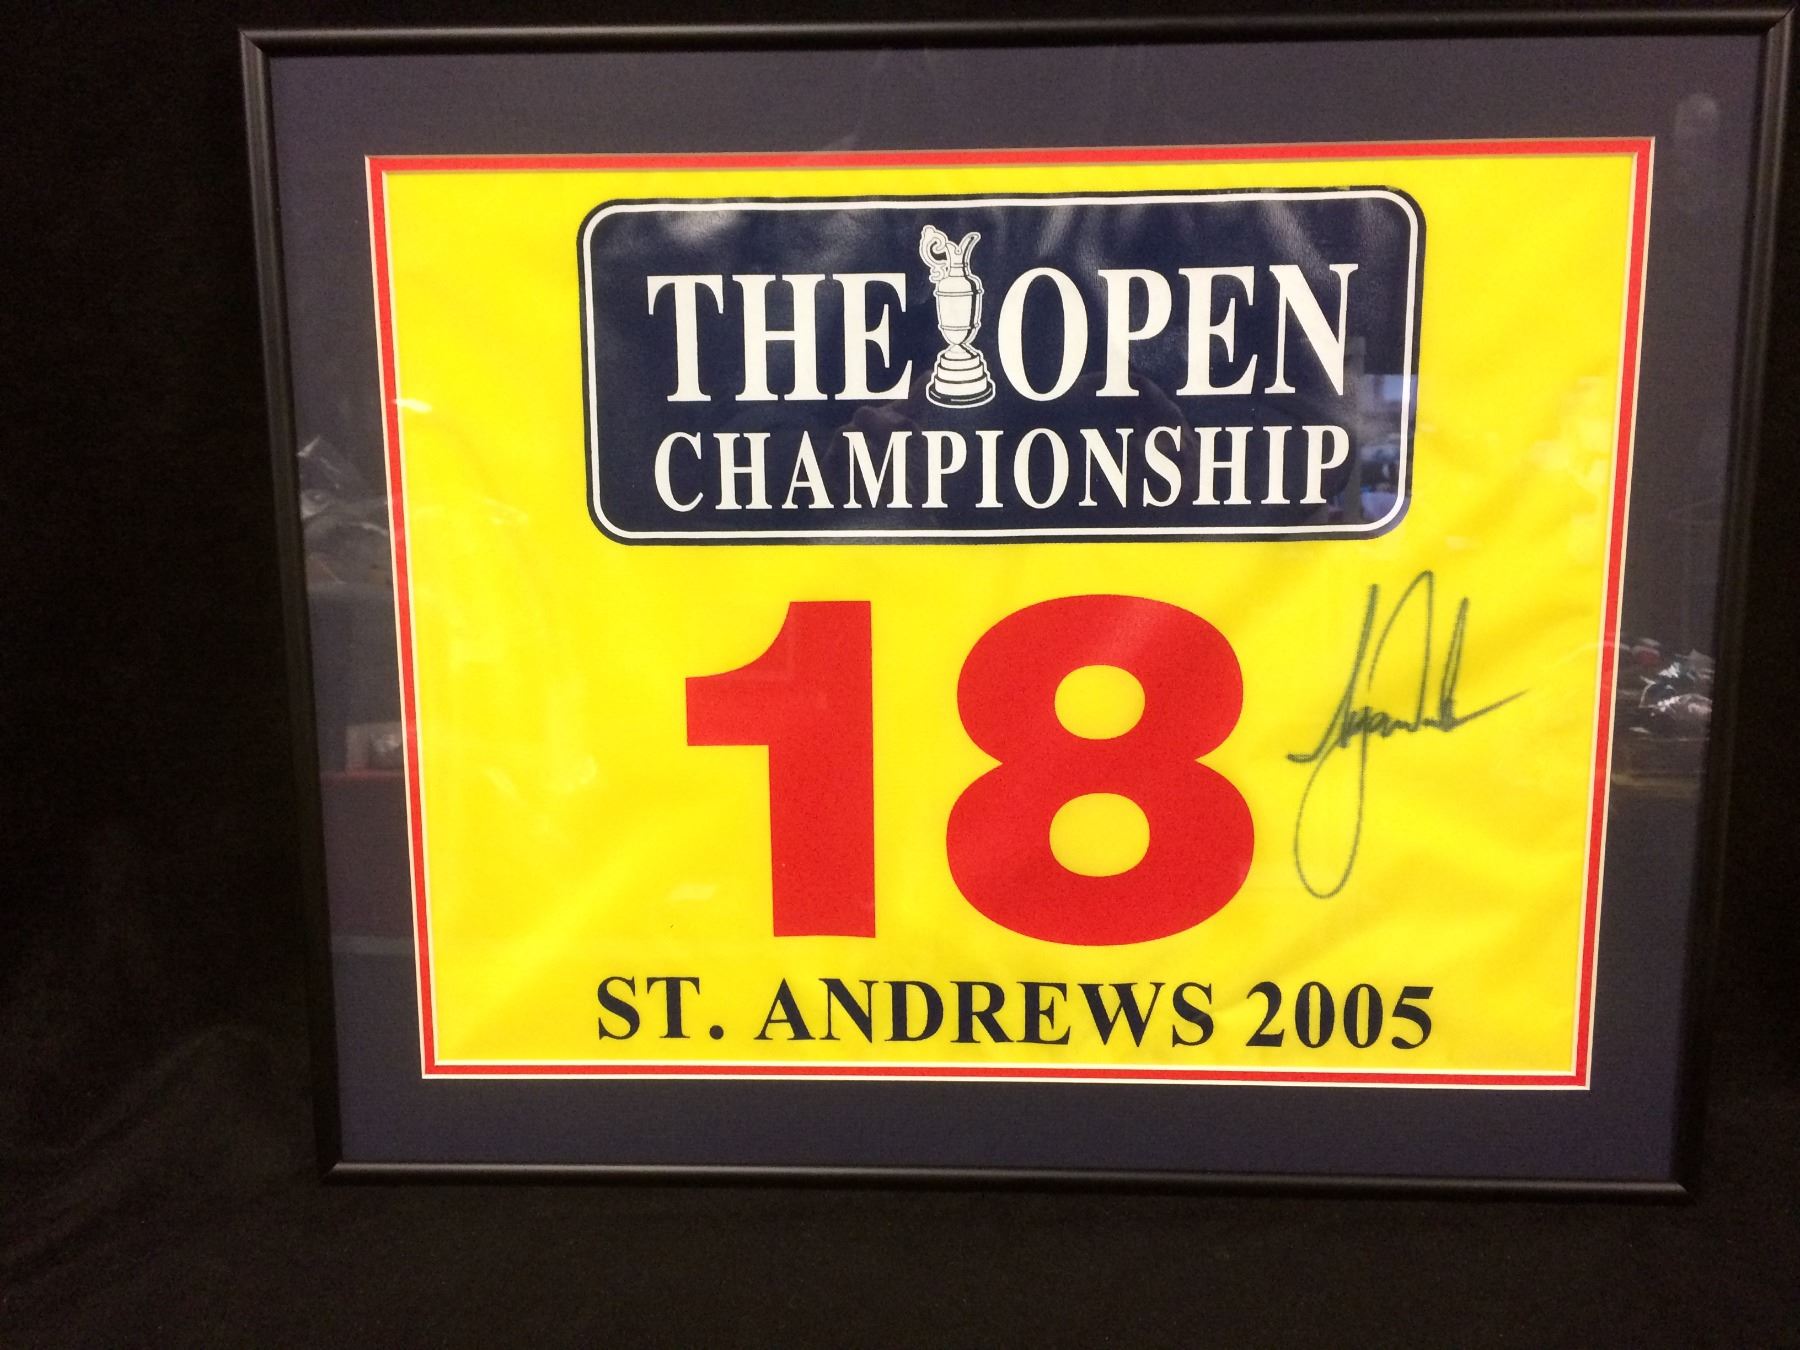 THE OPEN
CHAMPIONSHIP
18
ST. ANDREWS 2005